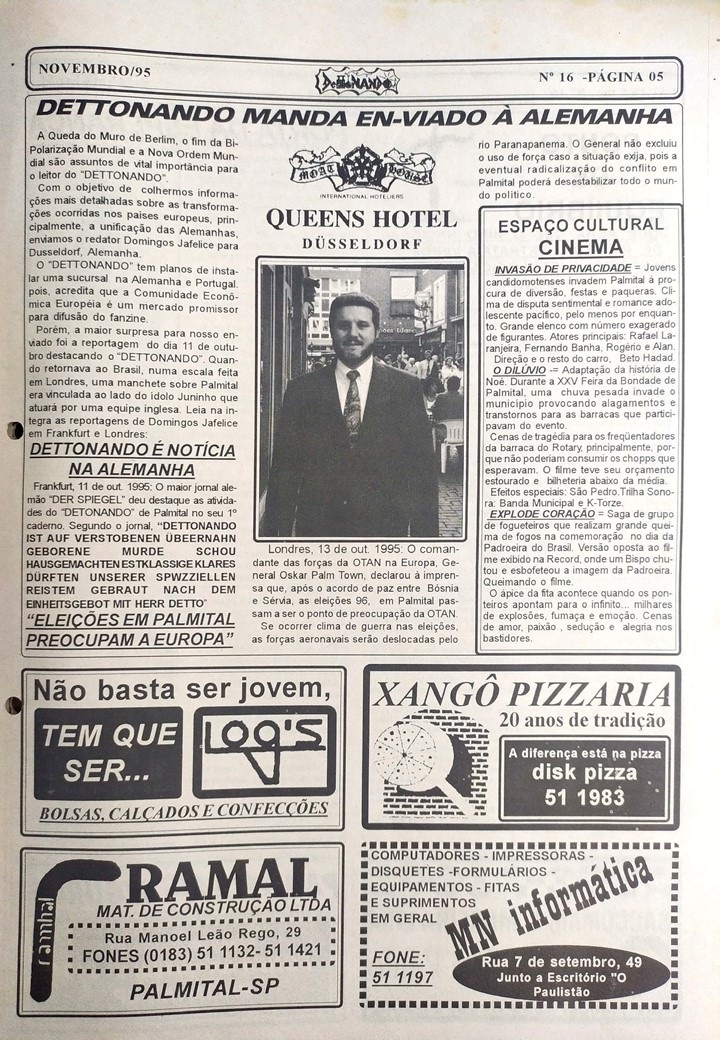 NOVEMBRO/95
DeTTonANDO
Nº 16 -PÁGINA 05
DETTONANDO MANDA EN-VIADO À ALEMANHA
A Queda do Muro de Berlim, o fim da Bi-
Polarização Mundial e a Nova Ordem Mun-
dial são assuntos de vital importância para
o leitor do "DETTONANDO".
Com o objetivo de colhermos informa-
ções mais detalhadas sobre as transforma-
ções ocorridas nos paises europeus, prin-
cipalmente, a unificação das Alemanhas,
enviamos o redator Domingos Jafelice para
Dusseldorf, Alemanha.
O "DETTONANDO" tem planos de insta-
lar uma sucursal na Alemanha e Portugal.
pois, acredita que a Comunidade Econô-
mica Européia é um mercado promissor
para difusão do fanzine.
Porém, a maior surpresa para nosso en-
viado foi a reportagem do dia 11 de outu-
bro destacando o "DETTONANDO". Quan-
do retornava ao Brasil, numa escala feita
em Londres, uma manchete sobre Palmital
era vinculada ao lado do ídolo Juninho que
atuará por uma equipe inglesa. Leia na ín-
tegra as reportagens de Domingos Jafelice
em Frankfurt e Londres:
DETTONANDO É NOTÍCIA
NA ALEMANHA
Frankfurt, 11 de out. 1995: O maior jornal ale-
mão "DER SPIEGEL" deu destaque as ativida-
des do "DETONANDO" de Palmital no seu 1º
caderno. Segundo o jornal, "DETTONANDO
IST AUF VERSTOBENEN ÜBEERNAHN
GEBORENE MURDE SCHOU
HAUSGEMACHTEN ESTKLASSIGE KLARES
DÜRFTEN UNSERER SPWZZIELLEN
REISTEM GEBRAUT NACH DEM
EINHEITSGEBOT MIT HERR DETTO"
"ELEIÇÕES EM PALMITAL
PREOCUPAM A EUROPA"
MOAT HOUSE
INTERNATIONAL HOTELIERS
QUEENS HOTEL
DÜSSELDORF
Londres, 13 de out. 1995: O coman-
dante das forças da OTAN na Europa, Ge-
neral Oskar Palm Town, declarou à impren-
sa que, após o acordo de paz entre Bósnia
e Sérvia, as eleições 96, em Palmital pas-
sam a ser o ponto de preocupação da OTAN.
Se ocorrer clima de guerra nas eleições,
as forças aeronavais serão deslocadas pelo
rio Paranapanema. O General não excluiu
o uso de força caso a situação exija, pois a
eventual radicalização do conflito em
Palmital poderá desestabilizar todo o mun-
do político.
ESPAÇO CULTURAL
CINEMA
INVASÃO DE PRIVACIDADE = Jovens
candidomotenses invadem Palmital à pro-
cura de diversão, festas e paqueras. Cli-
ma de disputa sentimental e romance ado-
lescente pacífico, pelo menos por enquan-
to. Grande elenco com número exagerado
de figurantes. Atores principais: Rafael La-
ranjeira, Fernando Banha, Rogério e Alan.
Direção e o resto do carro, Beto Hadad.
O DILÚVIO -= Adaptação da história de
Noé. Durante a XXV Feira da Bondade de
Palmital, uma chuva pesada invade o
município provocando alagamentos e
transtornos para as barracas que partici-
pavam do evento.
Cenas de tragédia para os freqüentadores
da barraca do Rotary, principalmente, por-
que não poderiam consumir os chopps que
esperavam. O filme teve seu orçamento
estourado e bilheteria abaixo da média.
Efeitos especiais: São Pedro.Trilha Sono-
ra: Banda Municipal e K-Torze.
EXPLODE CORAÇÃO = Saga de grupo
de fogueteiros que realizam grande quei-
ma de fogos na comemoração no dia da
Padroeira do Brasil. Versão oposta ao fil-
me exibido na Record, onde um Bispo chu-
tou e esbofeteou a imagem da Padroeira.
Queimando o filme.
O ápice da fita acontece quando os pon-
teiros apontam para o infinito... milhares
de explosões, fumaça e emoção. Cenas
de amor, paixão , sedução e alegria nos
bastidores.
Não basta ser jovem,
TEM QUE
SER...
LOG'S
BOLSAS, CALÇADOS E CONFECÇÕES
XANGÔ PIZZARIA
20 anos de tradição
A diferença está na pizza
disk pizza
51 1983
ramhal
RAMAL
MAT. DE CONSTRUÇÃO LTDA
Rua Manoel Leão Rego, 29
FONES (0183) 51 1132- 51 1421
PALMITAL-SP
COMPUTADORES - IMPRESSORAS -
DISQUETES -FORMULÁRIOS -
EQUIPAMENTOS - FITAS
E SUPRIMENTOS
EM GERAL
MN informática
FONE:
51 1197
Rua 7 de setembro, 49
Junto a Escritório "O
Paulistão